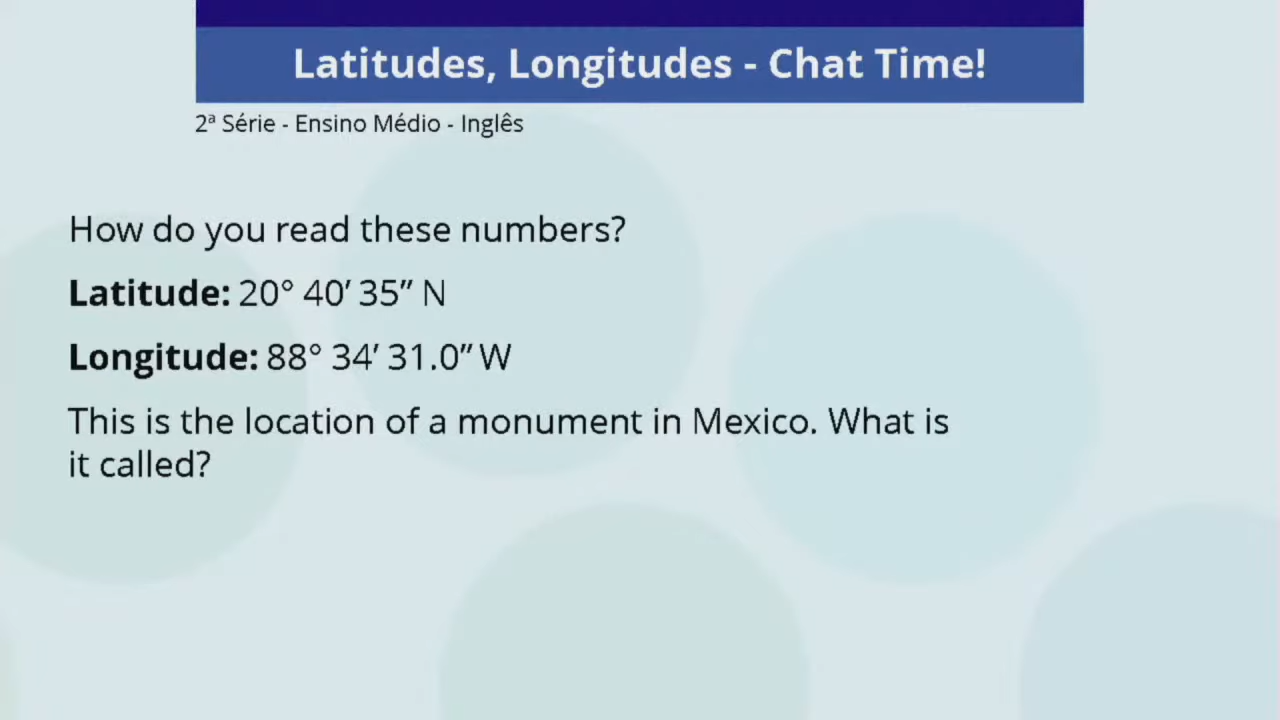 Latitudes, Longitudes - Chat Time!
2ª Série - Ensino Médio - Inglês
How do you read these numbers?
Latitude: 20° 40’ 35” N
Longitude: 88° 34’ 31.0” W
This is the location of a monument in Mexico. What is
it called?